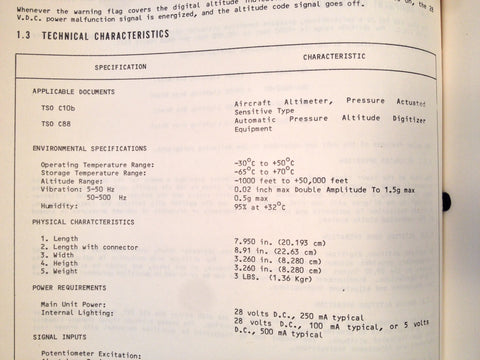 Whenever the warning flag covers the digital altitude on, the 28
V.D.C. power malfunction signal is energized, and the altitude code signal goes off.
1.3 TECHNICAL CHARACTERISTICS
SPECIFICATION CHARACTERISTIC
APPLICABLE DOCUMENTS
TSO C10b Aircraft Altimeter, Pressure Actuated
Sensitive Type
TSO C88 Automatic Pressure Altitude Digitizer
Equipment
ENVIRONMENTAL SPECIFICATIONS
Operating Temperature Range: -30°C to +50°C
Storage Temperature Range: -65°C to +70°C
Altitude Range: -1000 feet to +50,000 feet
Vibration: 5-50 Hz 0.02 inch max Double Amplitude To 1.5g max
50-500 Hz 0.5g max
Humidity: 95% at +32°C
PHYSICAL CHARATCTERISTICS
1. Length 7.950 in. (20.193 cm)
2. Length with connector 8.91 in. (22.63 cm)
3. Width 3.260 in. (8.280 cm)
4. Heigth 3.260 in. (8.280 cm)
5. Weight 3 LBS. (1.36 Kgr)
POWER REQUIREMENTS
Main Unit Power: 28 volts D.C., 250 mA typical
Internal Lighting: 28 volts D.C., 100 mA typical, or 5 volts
D.C., 500 mA typical
SIGNAL INPUTS
Potentiometer Excitation: